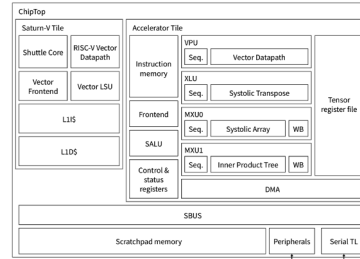 ChipTop
Saturn-V Tile
Shuttle Core
RISC-V Vector
Datapath
Vector
Frontend
Vector LSU
L1I$
L1D$
Accelerator Tile
Instruction
memory
Frontend
SALU
Control &
status
registers
VPU
Seq.
Vector Datapath
XLU
Seq.
Systolic Transpose
MXU0
Seq.
Systolic Array
WB
MXU1
Seq.
Inner Product Tree
WB
Tensor
register file
DMA
SBUS
Scratchpad memory
Peripherals
Serial TL